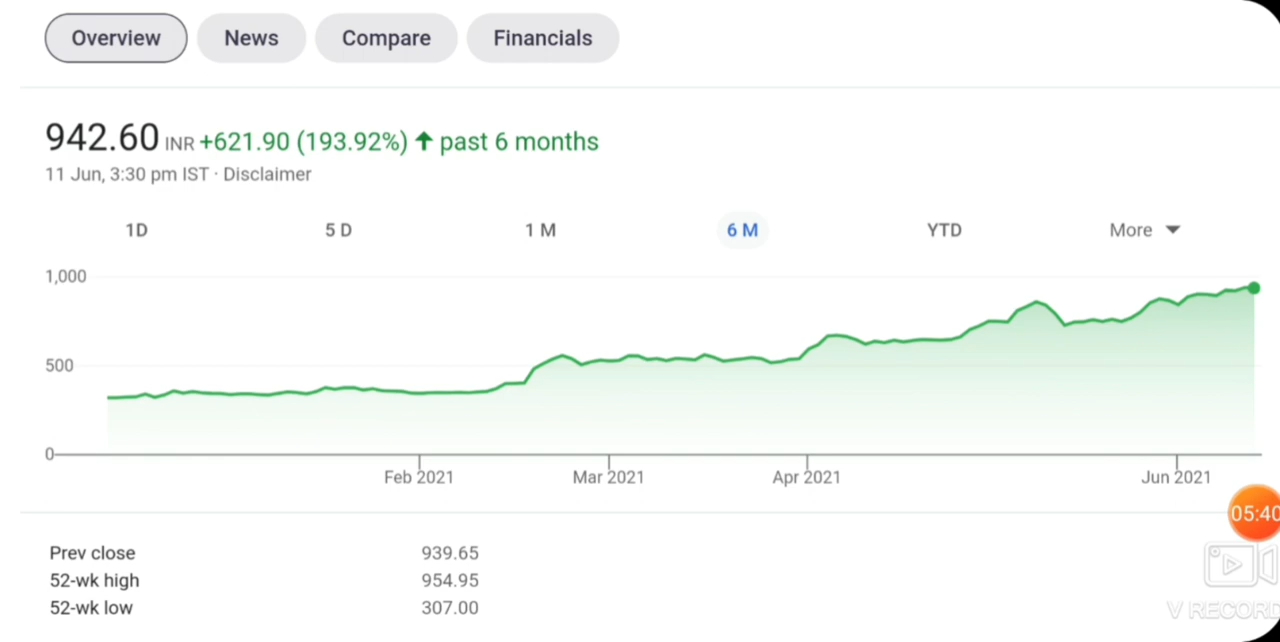 Overview News Compare Financials
942.60 INR +621.90 (193.92%) ↑ past 6 months
11 Jun, 3:30 pm IST · Disclaimer
1D 5 D 1 M 6 M YTD More
1,000
500
0
Feb 2021 Mar 2021 Apr 2021 Jun 2021
05:40
Prev close 939.65
52-wk high 954.95
52-wk low 307.00
V RECORD